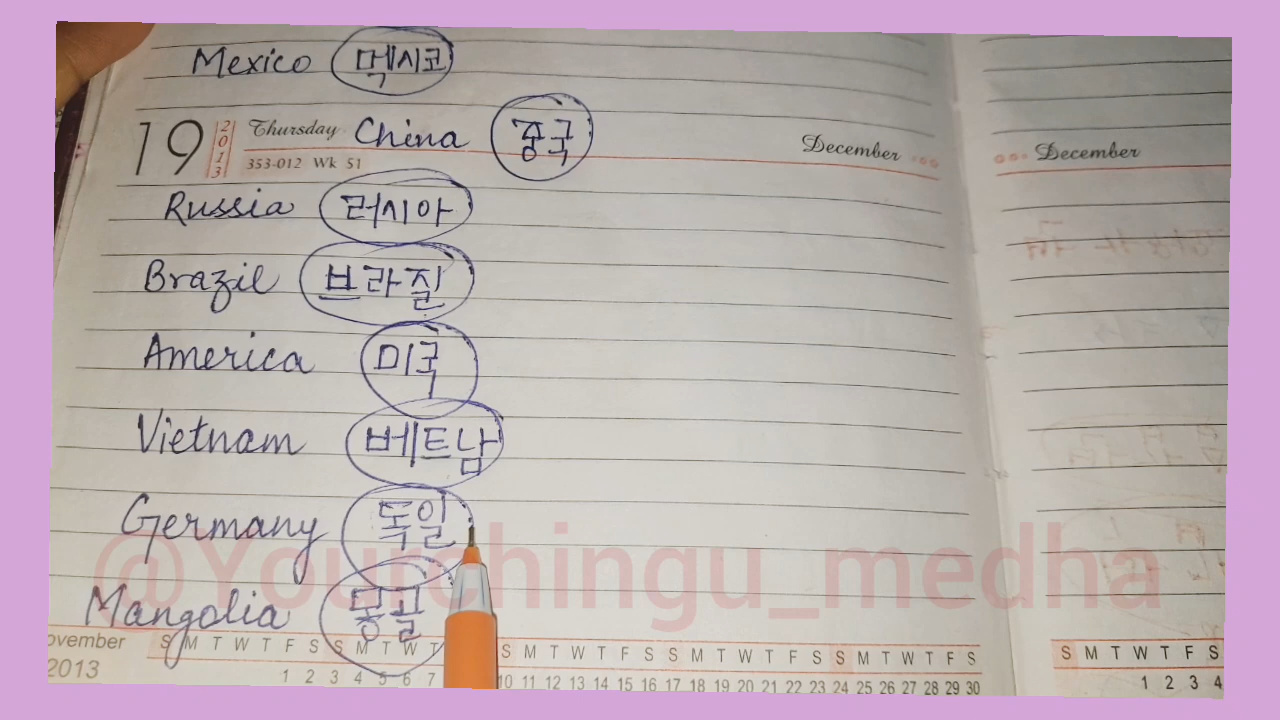 Mexico 멕시코
19 2013 Thursday China 중국 December
353-012 Wk 51
Russia 러시아
Brazil 브라질
America 미국
Vietnam 베트남
Germany 독일
@Yourchingu_medha
Mangolia 몽골
ovember S M T W T F S S M T W T S M T W T F S S M T W T F S S M T W T F S
2013 1 2 3 4 5 6 7 10 11 12 13 14 15 16 17 18 19 20 21 22 23 24 25 26 27 28 29 30
December
S M T W T F S
1 2 3 4